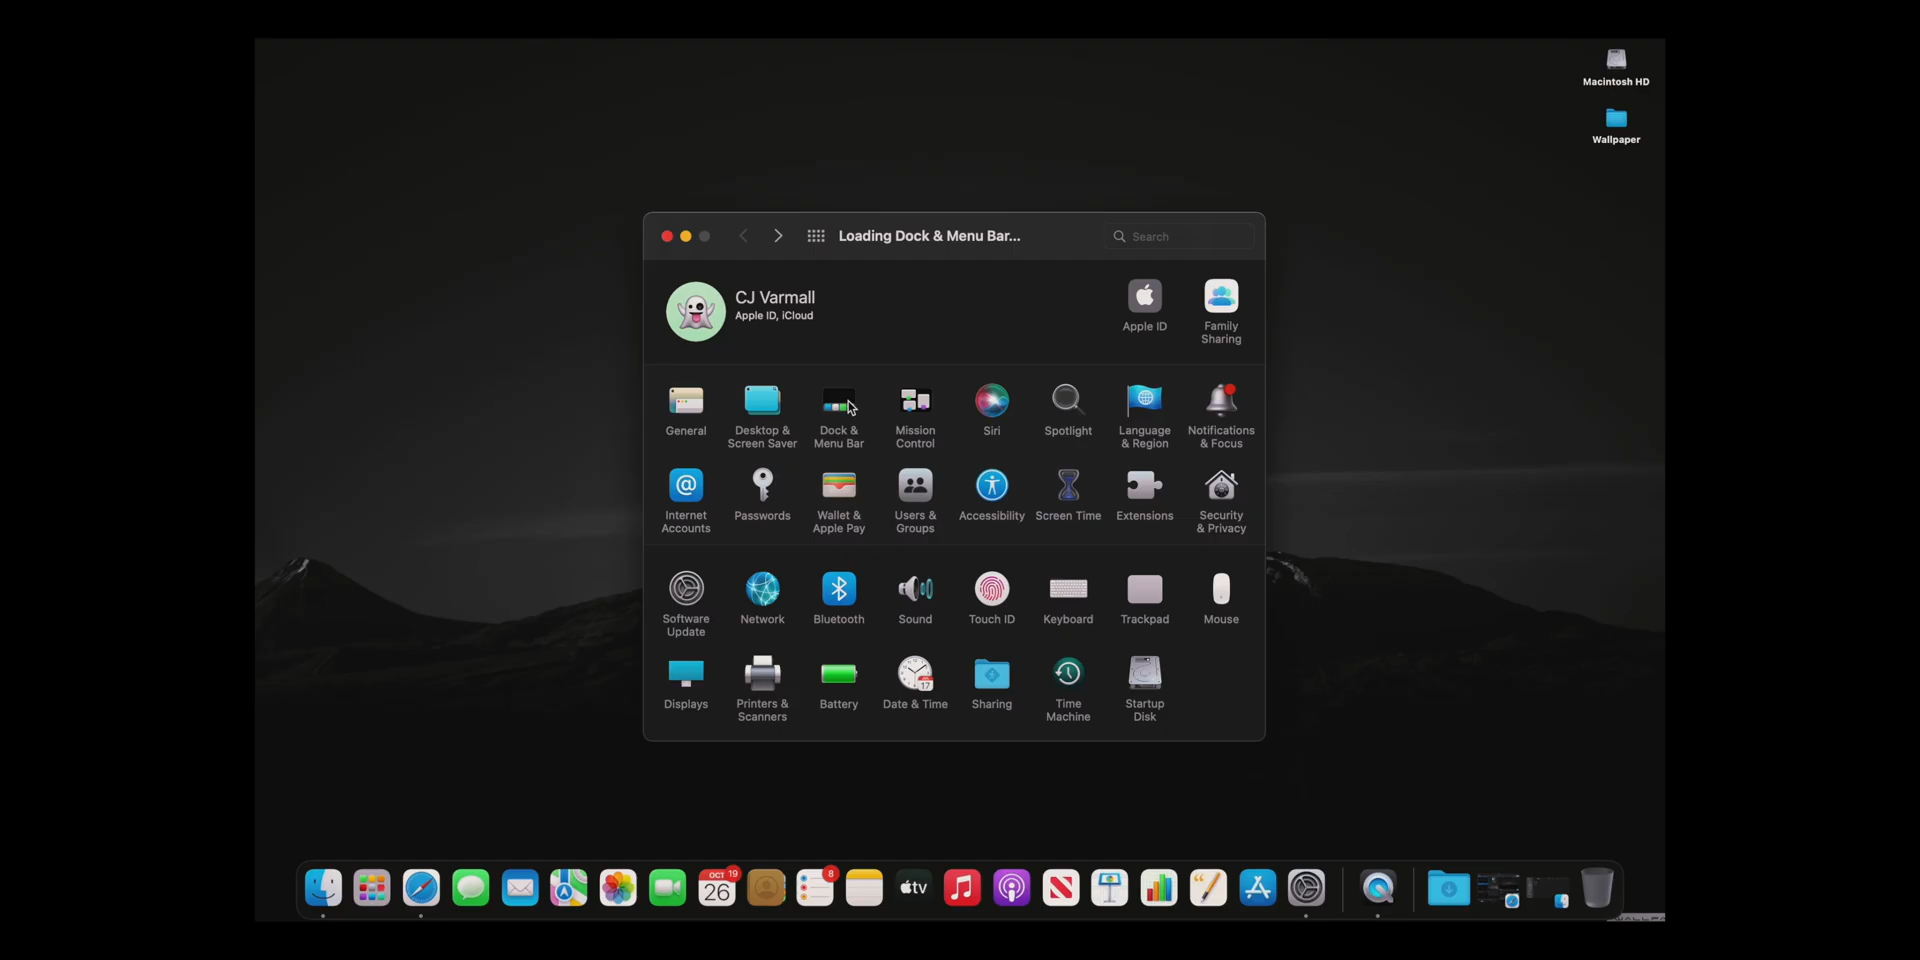 Macintosh HD
Wallpaper
Loading Dock & Menu Bar...
Search
CJ Varmall
Apple ID, iCloud
Apple ID
Family
Sharing
General
Desktop &
Screen Saver
Dock &
Menu Bar
Mission
Control
Siri
Spotlight
Language
& Region
Notifications
& Focus
Internet
Accounts
Passwords
Wallet &
Apple Pay
Users &
Groups
Accessibility
Screen Time
Extensions
Security
& Privacy
Software
Update
Network
Bluetooth
Sound
Touch ID
Keyboard
Trackpad
Mouse
Displays
Printers &
Scanners
Battery
17
Date & Time
Sharing
Time
Machine
Startup
Disk
OCT
19
26
8
tv